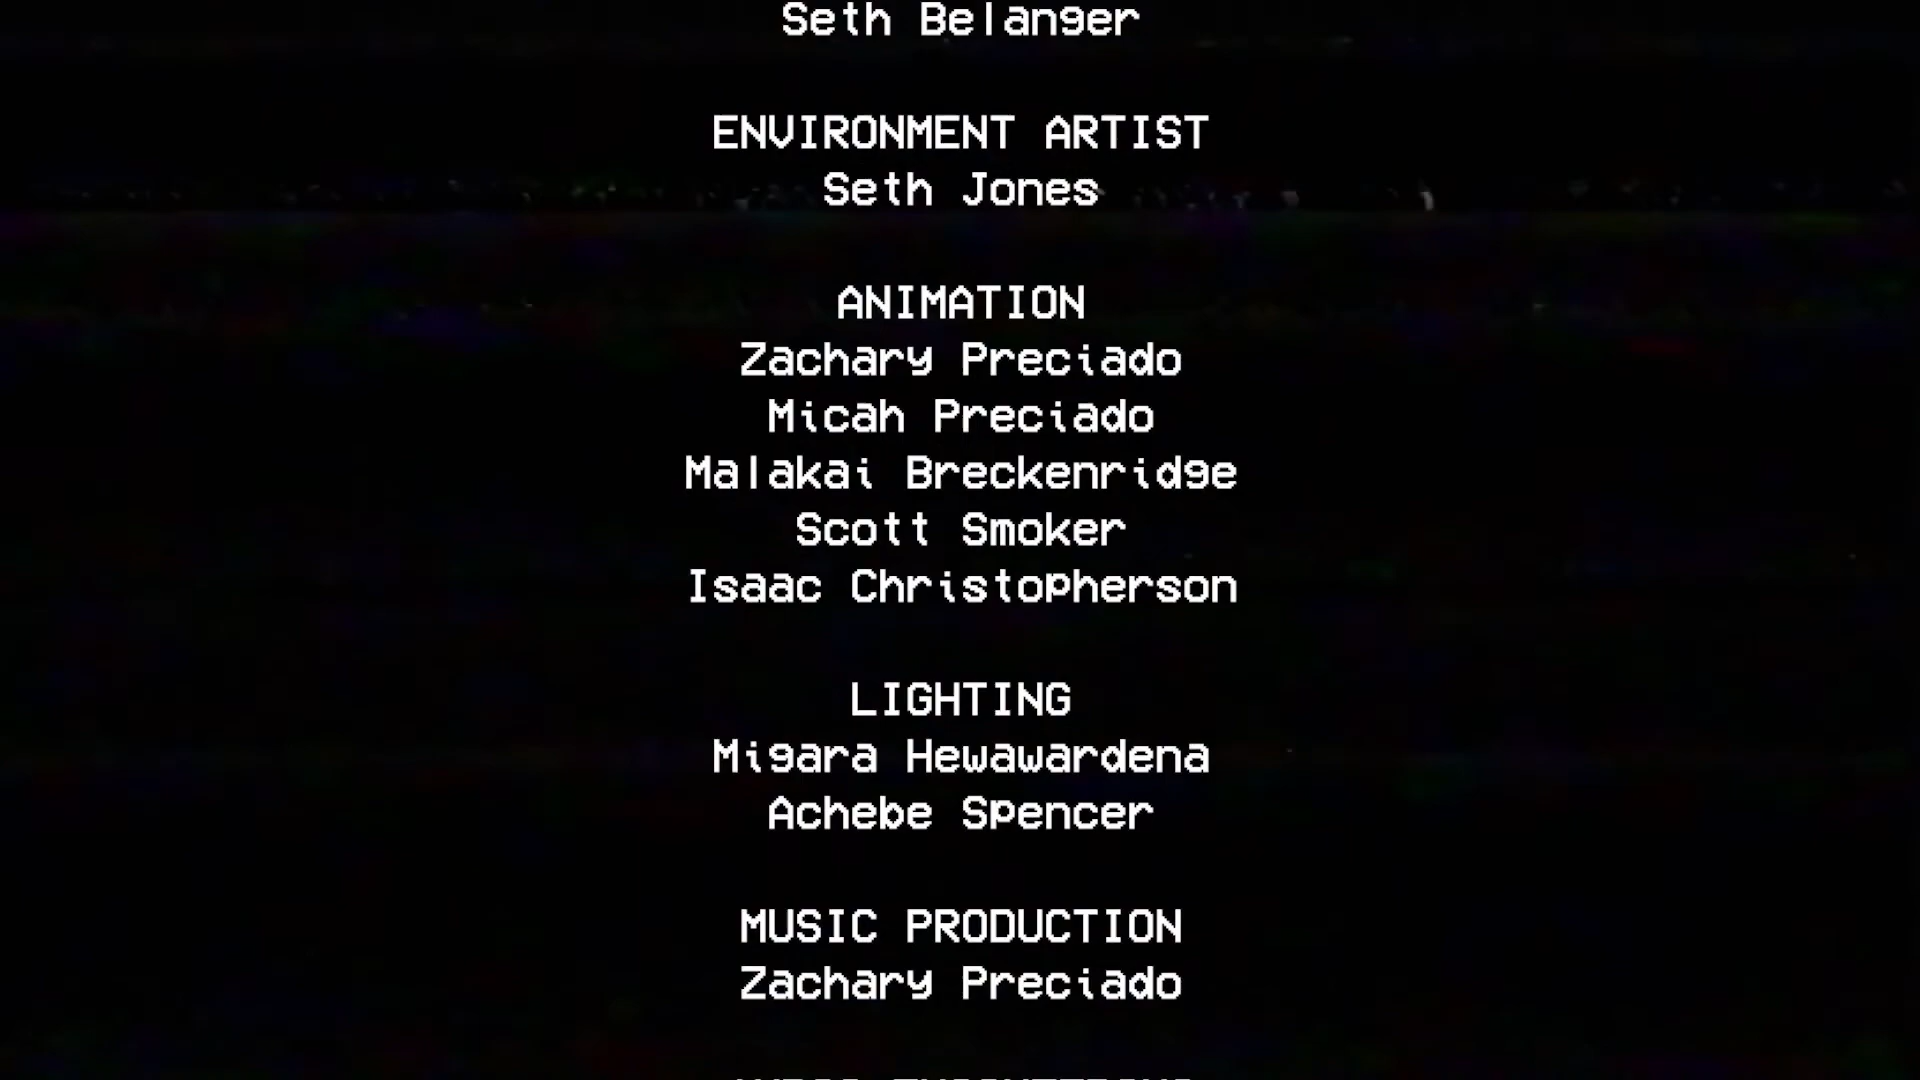 Seth Belanger
ENVIRONMENT ARTIST
Seth Jones
ANIMATION
Zachary Preciado
Micah Preciado
Malakai Breckenridge
Scott Smoker
Isaac Christopherson
LIGHTING
Migara Hewawardena
Achebe Spencer
MUSIC PRODUCTION
Zachary Preciado